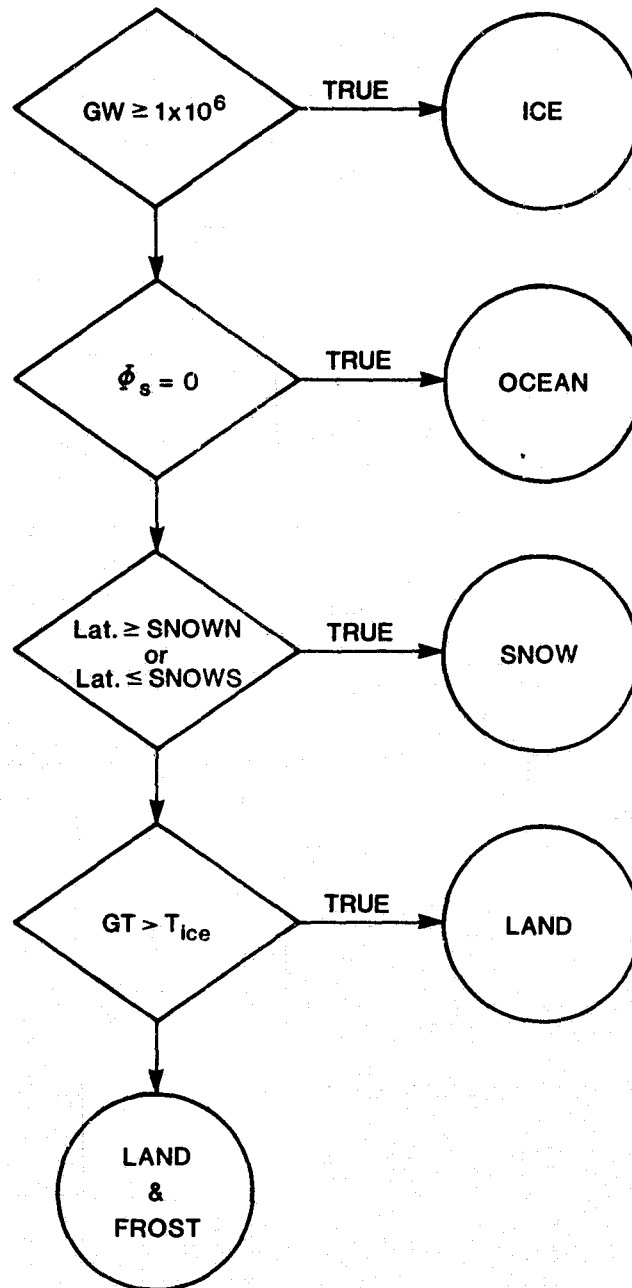 GW ≥ 1x10⁶
TRUE
ICE
Φ̄s = 0
TRUE
OCEAN
Lat. ≥ SNOWN
or
Lat. ≤ SNOWS
TRUE
SNOW
GT > Tice
TRUE
LAND
LAND
&
FROST